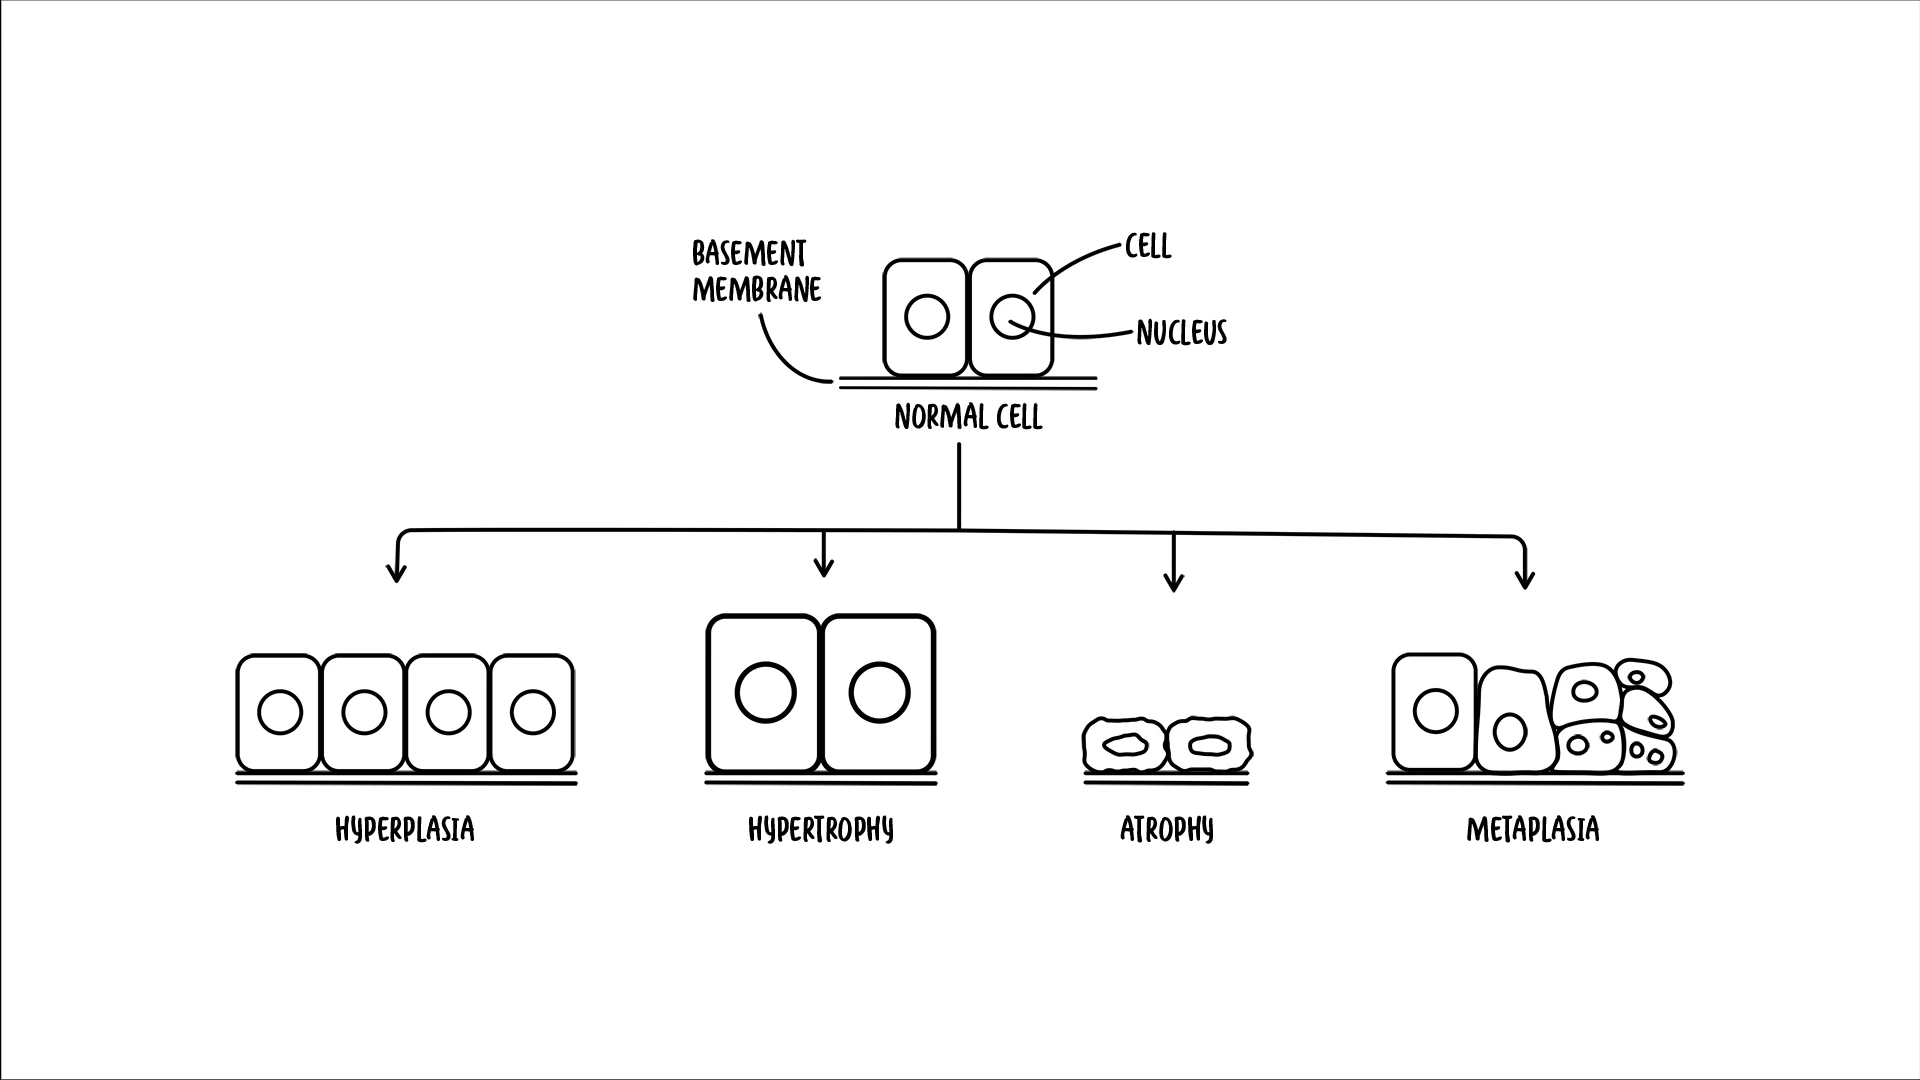 BASEMENT
MEMBRANE
CELL
NUCLEUS
NORMAL CELL
HYPERPLASIA
HYPERTROPHY
ATROPHY
METAPLASIA